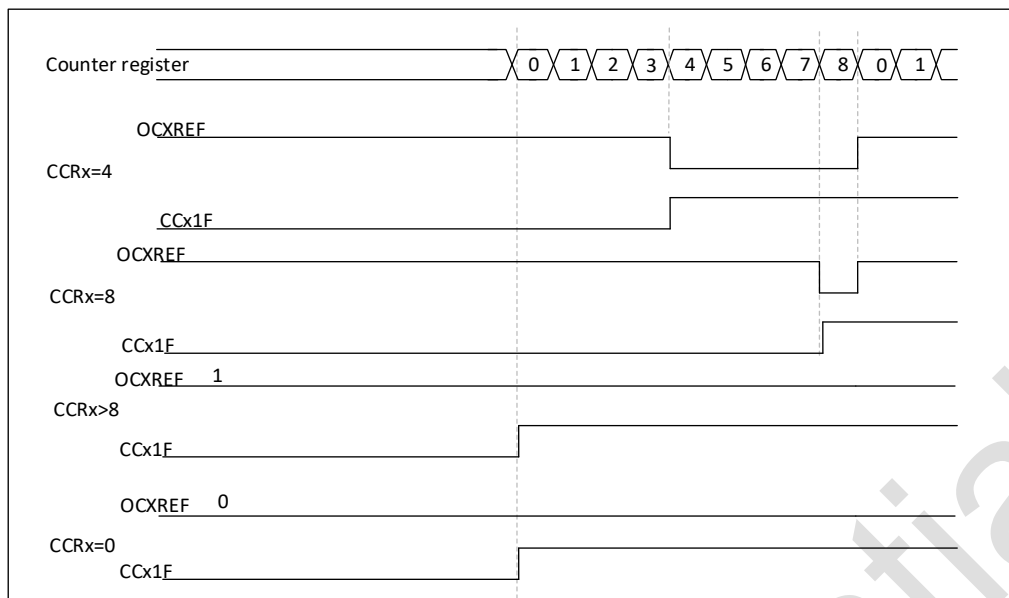 Counter register 0 1 2 3 4 5 6 7 8 0 1
OCXREF
CCRx=4
CCx1F
OCXREF
CCRx=8
CCx1F
OCXREF 1
CCRx>8
CCx1F
OCXREF 0
CCRx=0
CCx1F